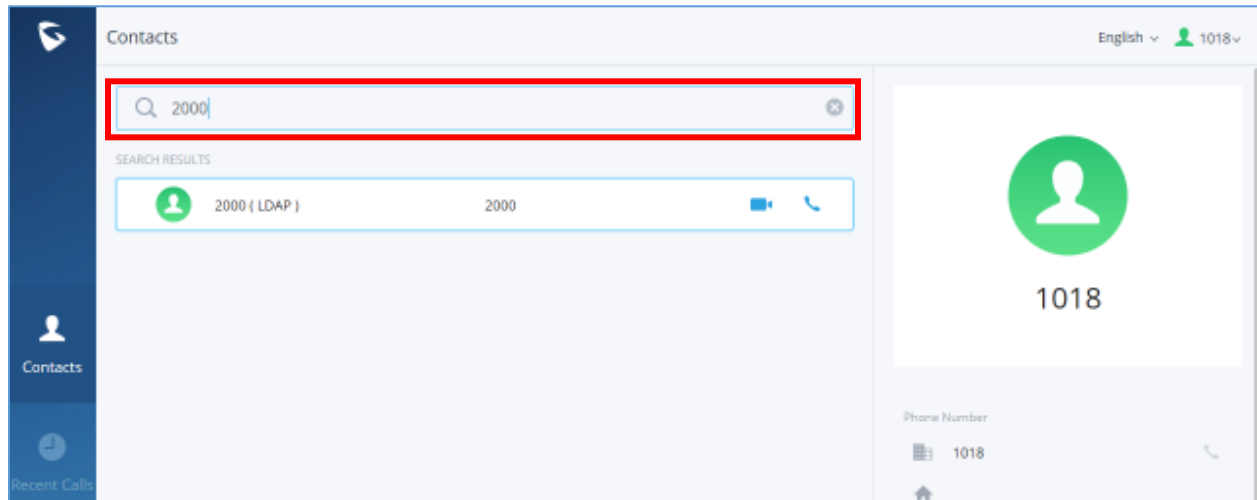 Contacts
English
1018
2000
SEARCH RESULTS
2000 ( LDAP )
2000
1018
Contacts
Phone Number
1018
Recent Calls